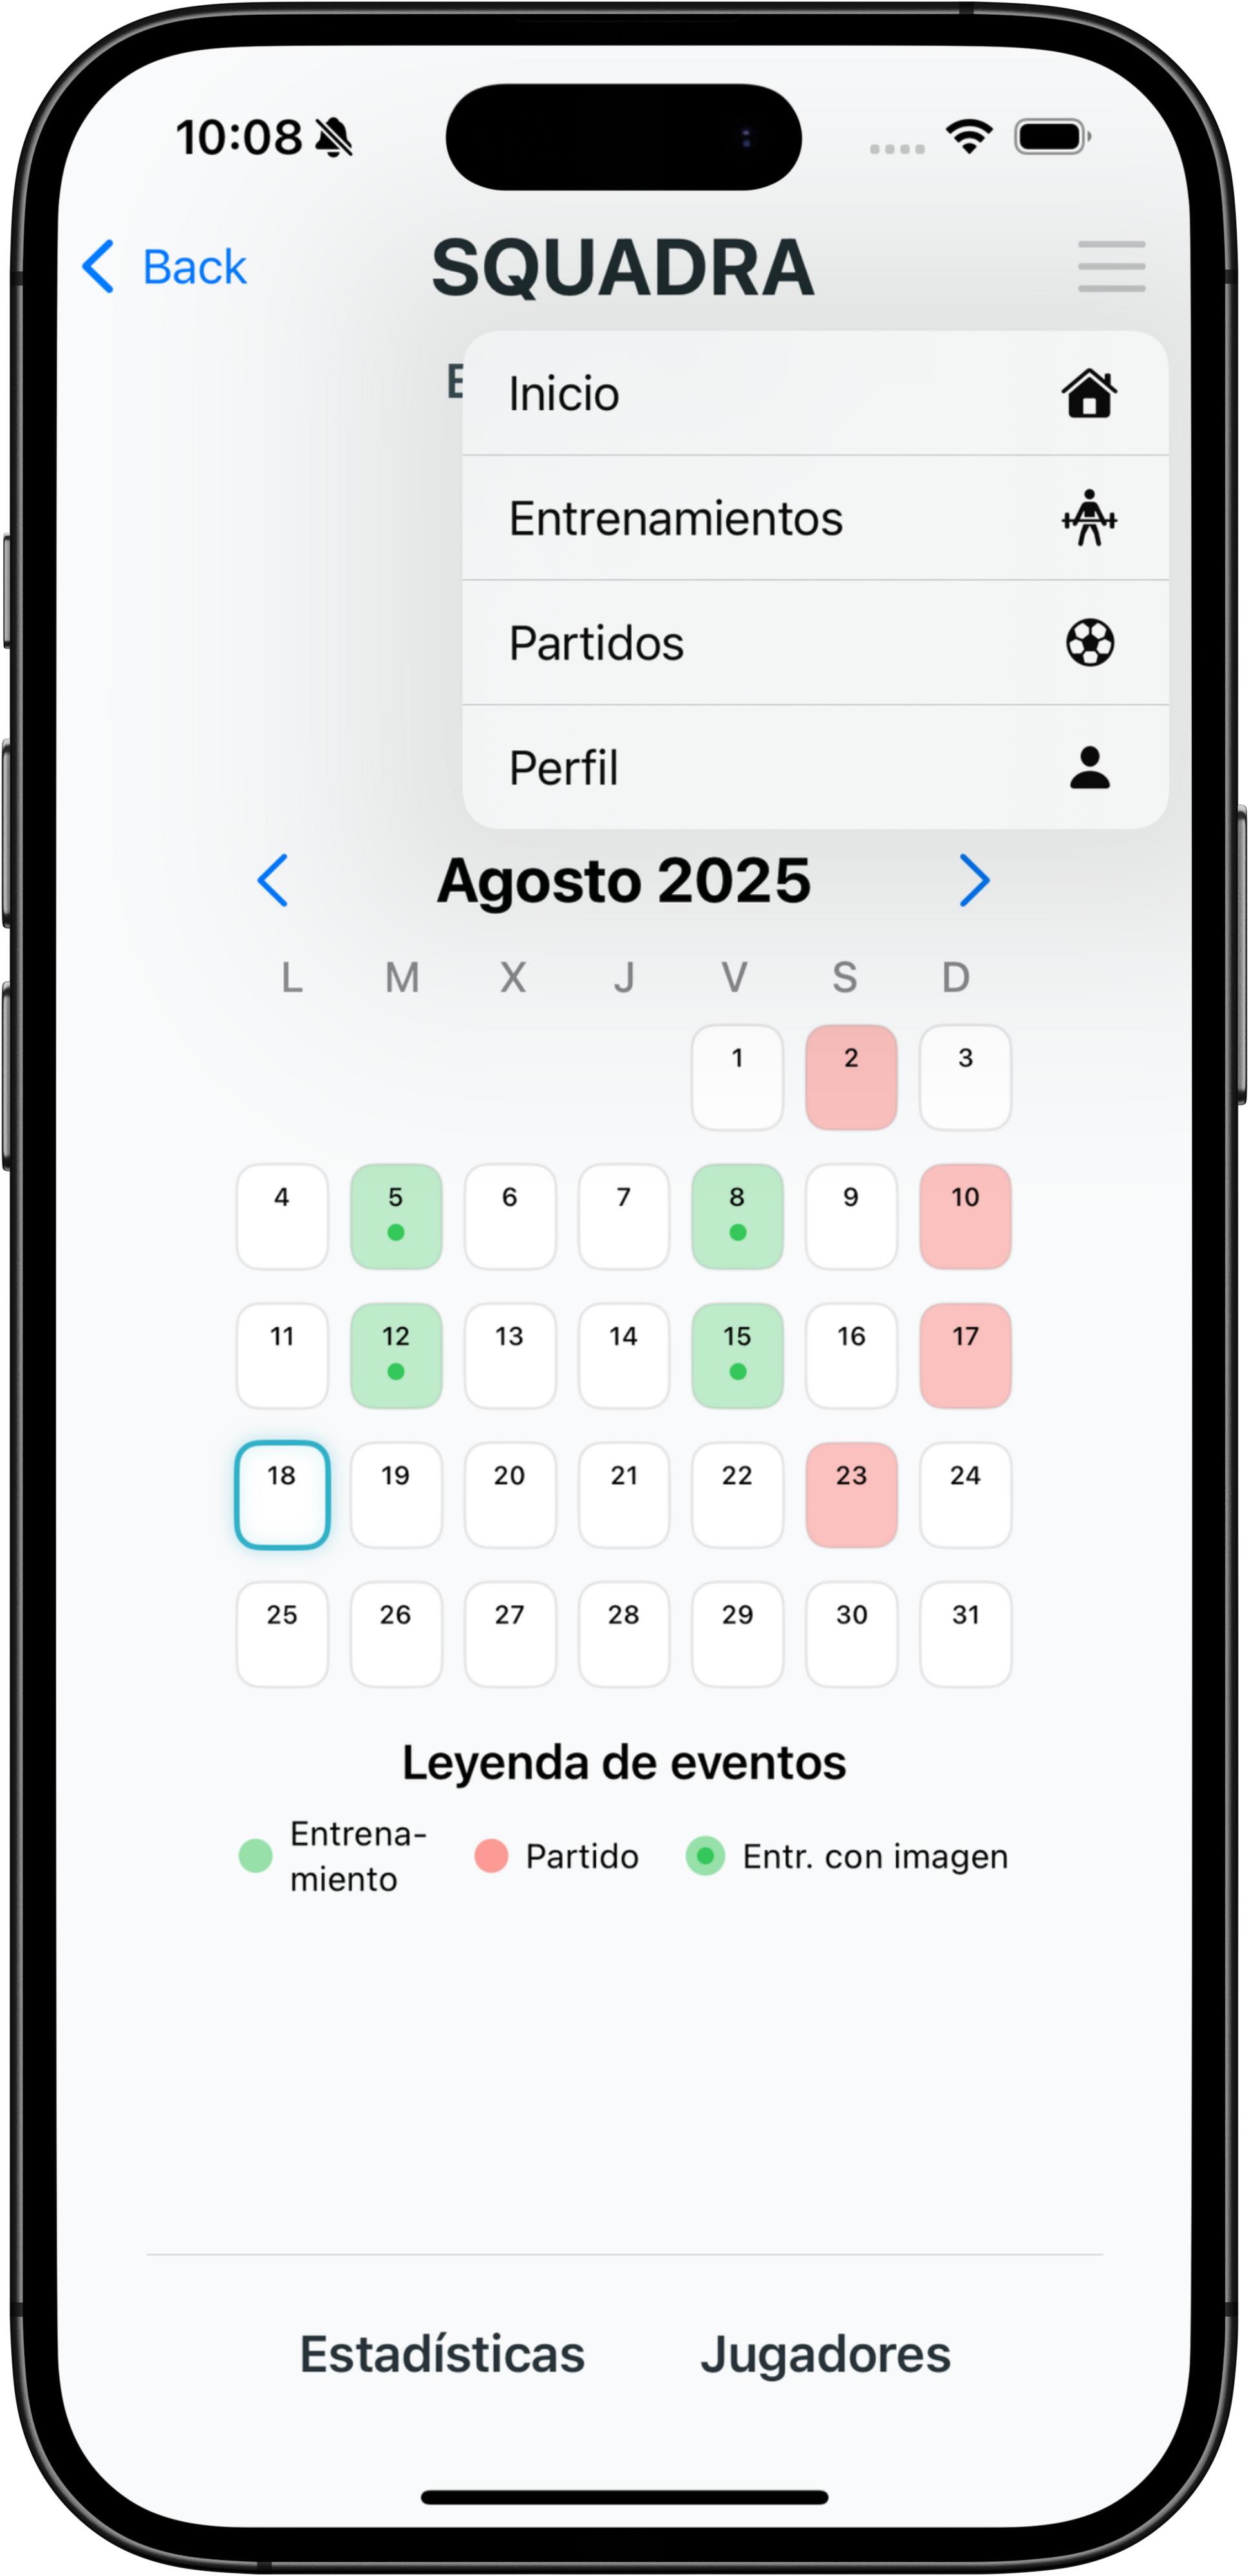 10:08
Back
SQUADRA
Inicio
Entrenamientos
Partidos
Perfil
Agosto 2025
L M X J V S D
1 2 3
4 5 6 7 8 9 10
11 12 13 14 15 16 17
18 19 20 21 22 23 24
25 26 27 28 29 30 31
Leyenda de eventos
Entrena-
miento
Partido
Entr. con imagen
Estadísticas
Jugadores